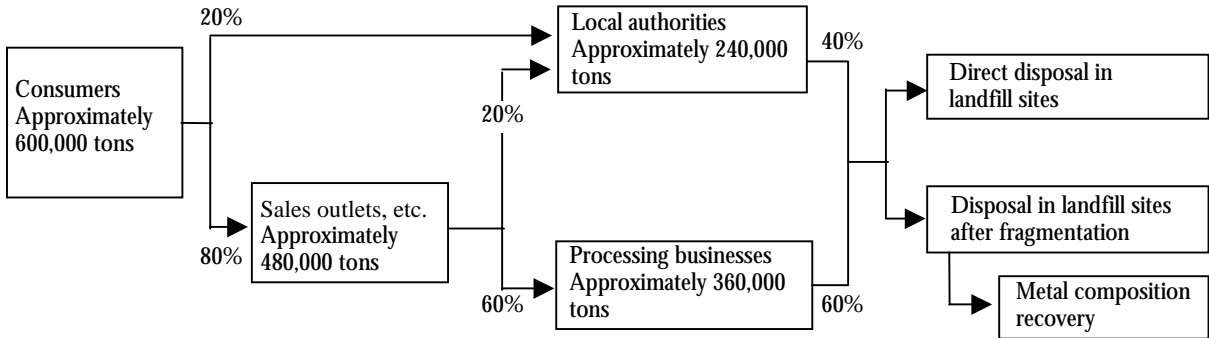 20%
Consumers
Approximately
600,000 tons
80%
Sales outlets, etc.
Approximately
480,000 tons
20%
60%
Local authorities
Approximately 240,000
tons
40%
Processing businesses
Approximately 360,000
tons
60%
Direct disposal in
landfill sites
Disposal in landfill sites
after fragmentation
Metal composition
recovery